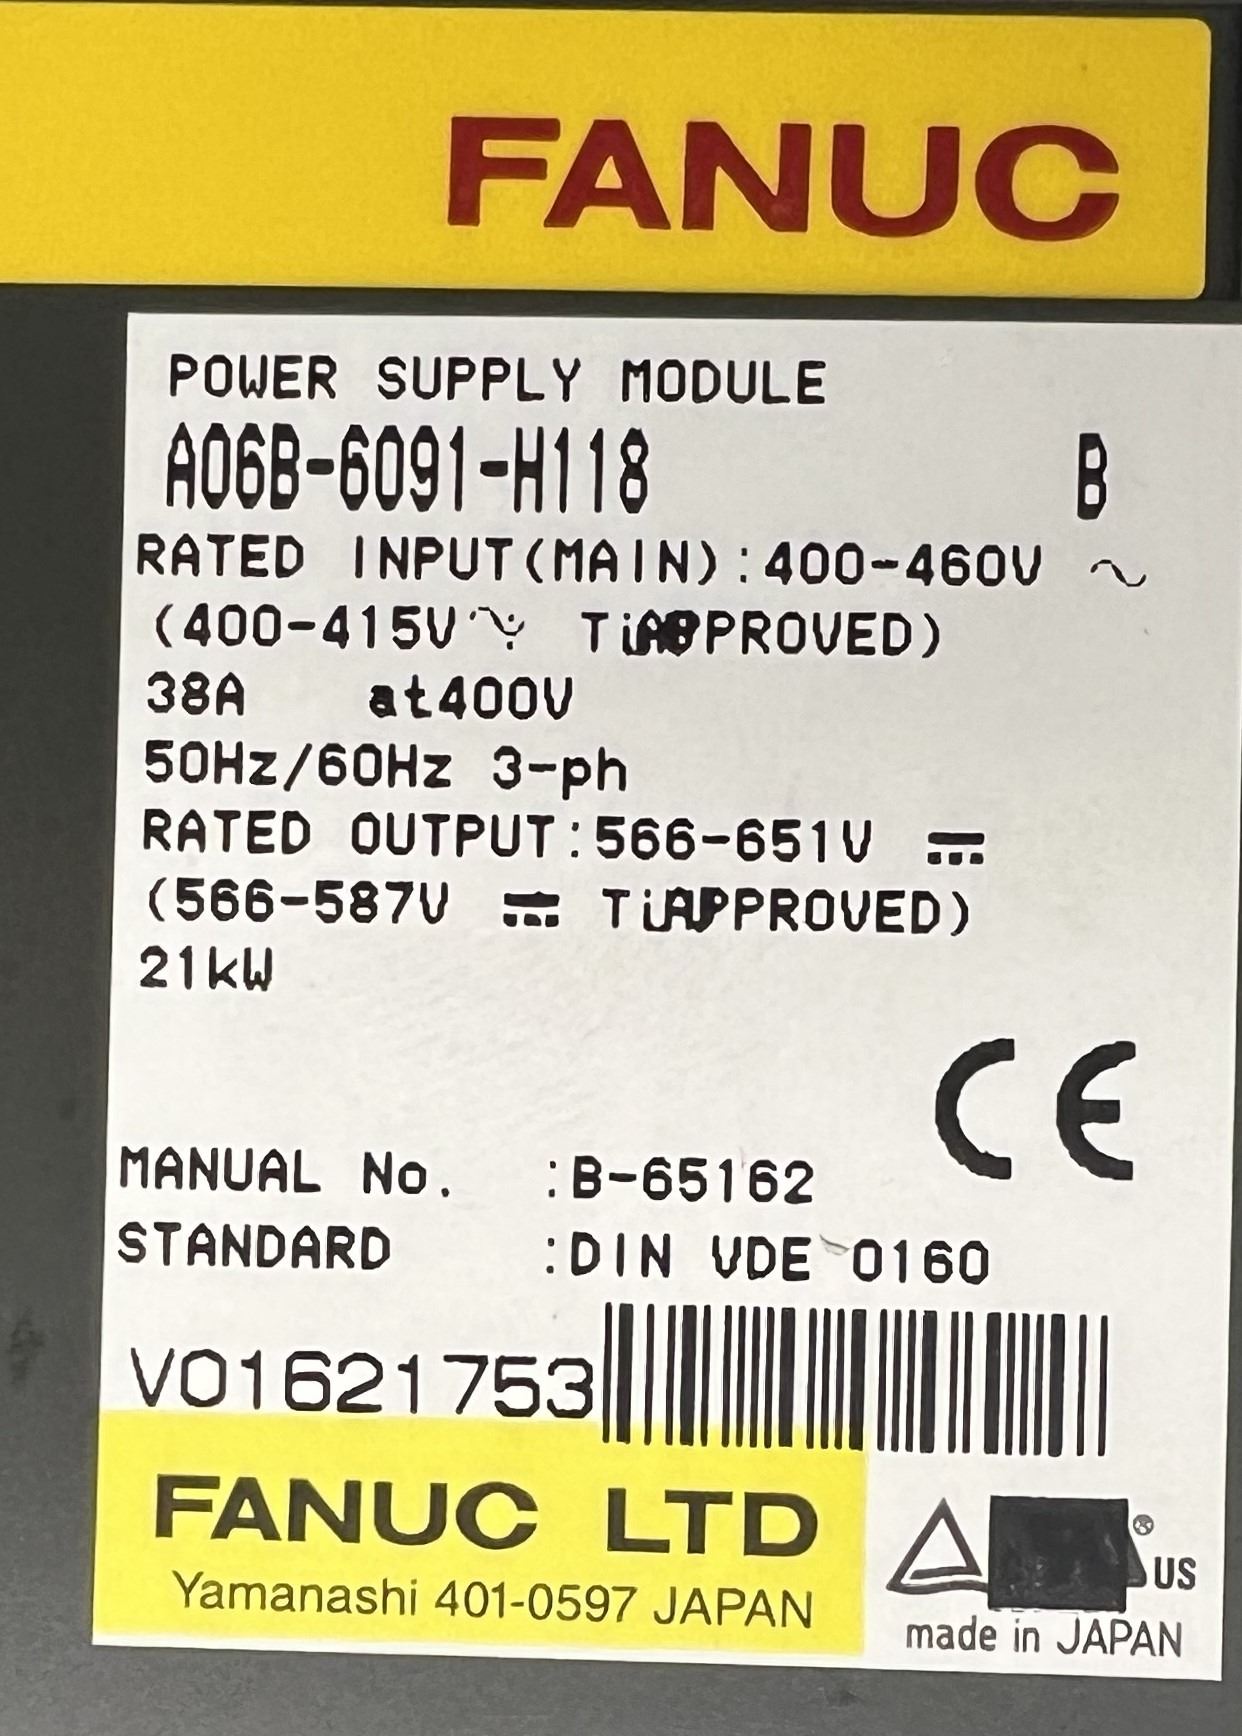 FANUC
POWER SUPPLY MODULE
A06B-6091-H118 B
RATED INPUT(MAIN):400-460V ~
(400-415V APPROVED)
38A at400V
50Hz/60Hz 3-ph
RATED OUTPUT:566-651V ⎓
(566-587V ⎓ APPROVED)
21kW
CE
MANUAL No. :B-65162
STANDARD :DIN VDE 0160
V01621753
FANUC LTD
Yamanashi 401-0597 JAPAN
® US
made in JAPAN